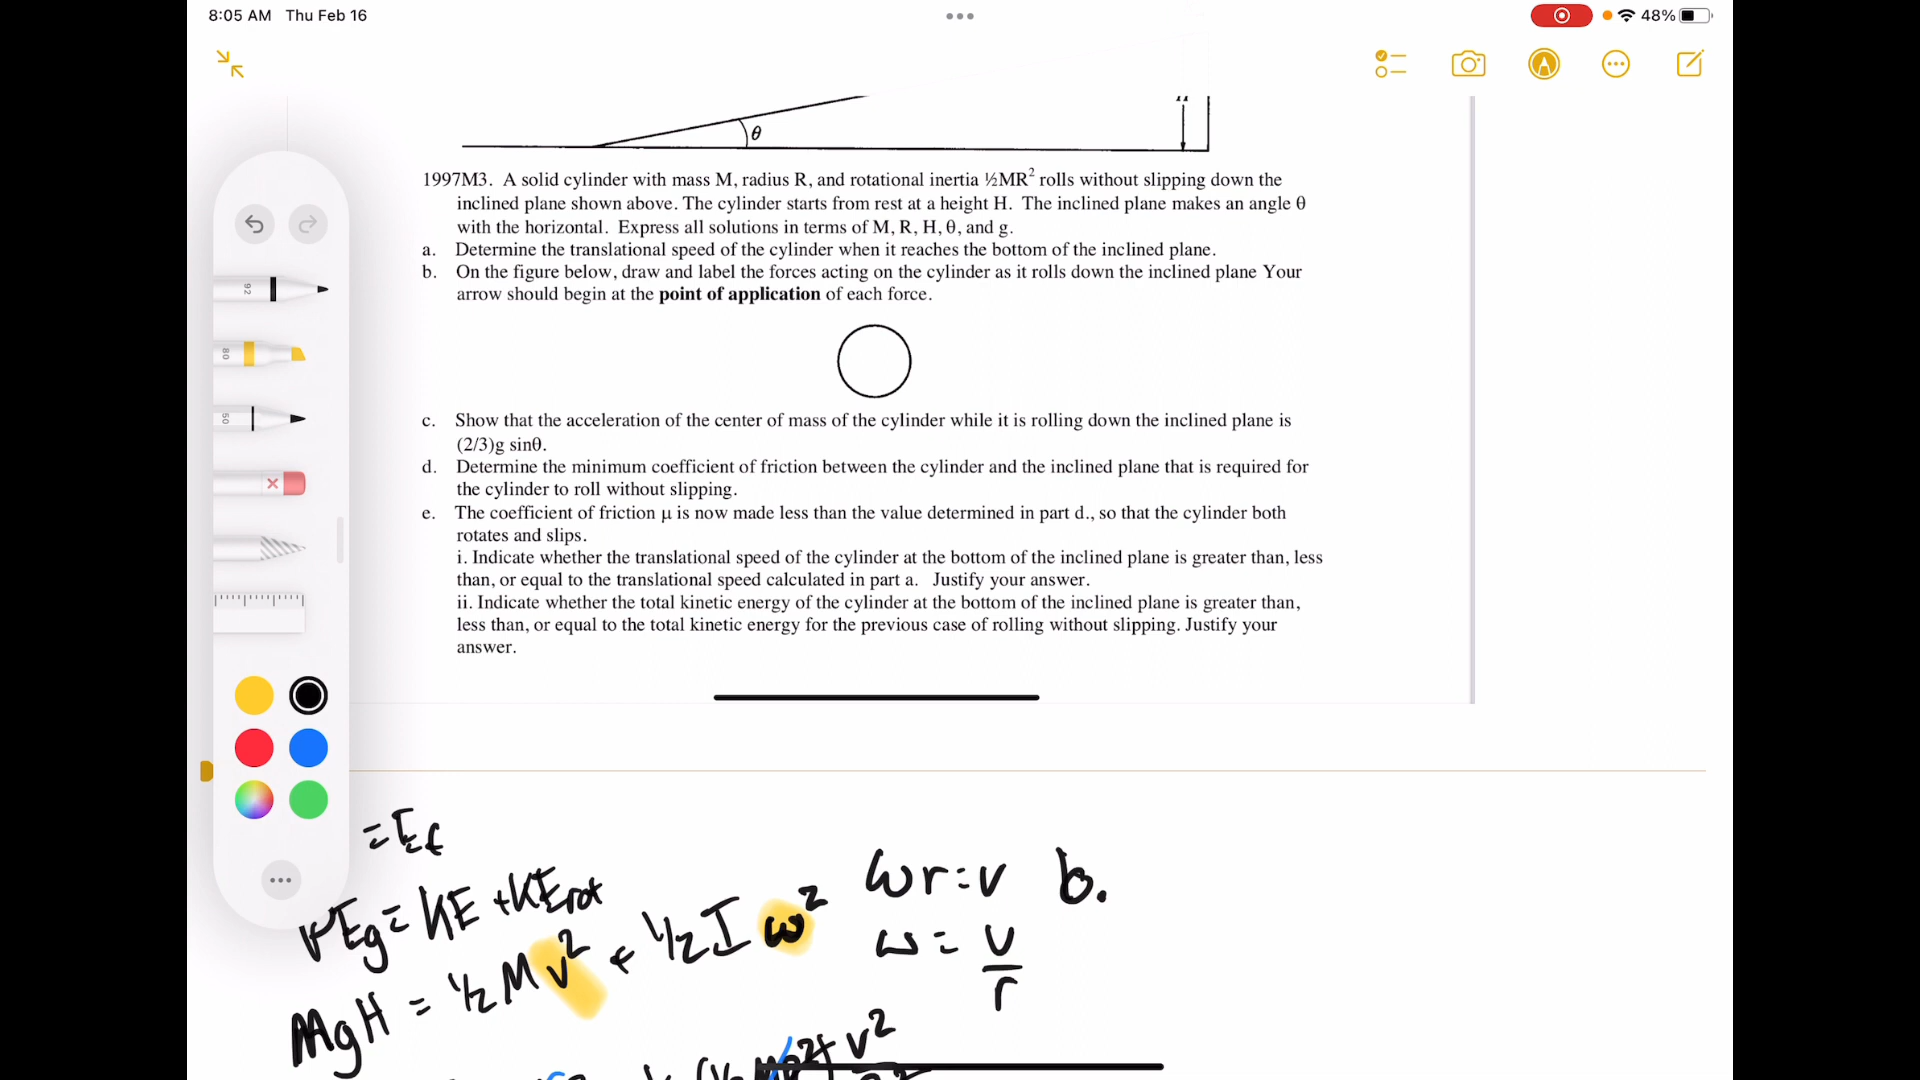 8:05 AM Thu Feb 16
48%
θ
1997M3. A solid cylinder with mass M, radius R, and rotational inertia ½MR² rolls without slipping down the
inclined plane shown above. The cylinder starts from rest at a height H. The inclined plane makes an angle θ
with the horizontal. Express all solutions in terms of M, R, H, θ, and g.
a. Determine the translational speed of the cylinder when it reaches the bottom of the inclined plane.
b. On the figure below, draw and label the forces acting on the cylinder as it rolls down the inclined plane Your
arrow should begin at the point of application of each force.
c. Show that the acceleration of the center of mass of the cylinder while it is rolling down the inclined plane is
(2/3)g sinθ.
d. Determine the minimum coefficient of friction between the cylinder and the inclined plane that is required for
the cylinder to roll without slipping.
e. The coefficient of friction µ is now made less than the value determined in part d., so that the cylinder both
rotates and slips.
i. Indicate whether the translational speed of the cylinder at the bottom of the inclined plane is greater than, less
than, or equal to the translational speed calculated in part a. Justify your answer.
ii. Indicate whether the total kinetic energy of the cylinder at the bottom of the inclined plane is greater than,
less than, or equal to the total kinetic energy for the previous case of rolling without slipping. Justify your
answer.
92
80
50
= Ef
PEg = KE + KErot
MgH = ½ M v² + ½ I ω²
ωr = v
ω = v/r
b.
v²